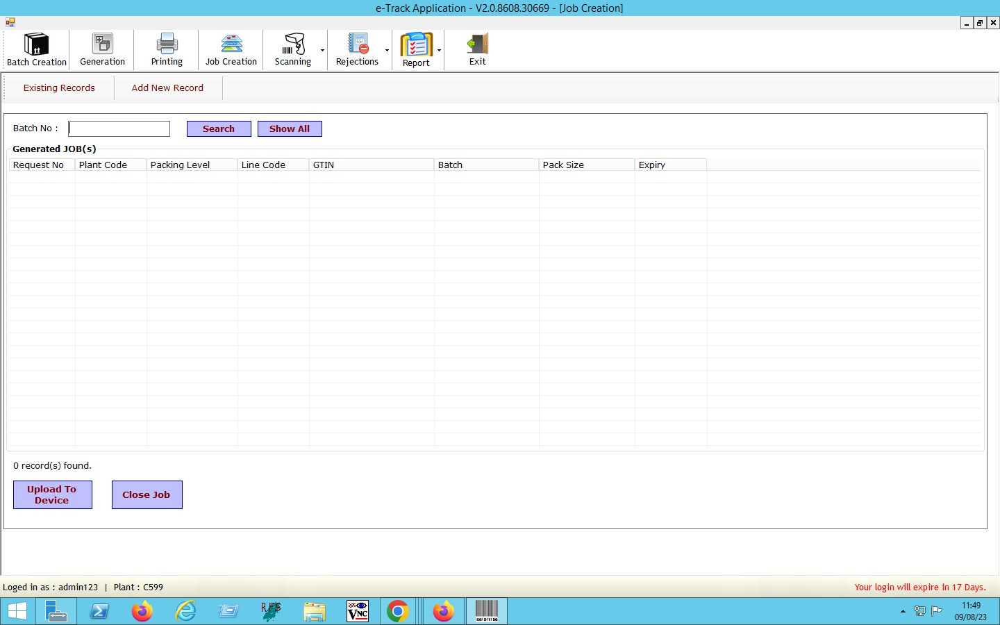 e-Track Application - V2.0.8608.30669 - [Job Creation]
Batch Creation
Generation
Printing
Job Creation
Scanning
Rejections
Report
Exit
Existing Records
Add New Record
Batch No :
Search
Show All
Generated JOB(s)
Request No
Plant Code
Packing Level
Line Code
GTIN
Batch
Pack Size
Expiry
0 record(s) found.
Upload To
Device
Close Job
Loged in as : admin123 | Plant : C599
Your login will expire in 17 Days.
RFS
VNC
11:49
09/08/23